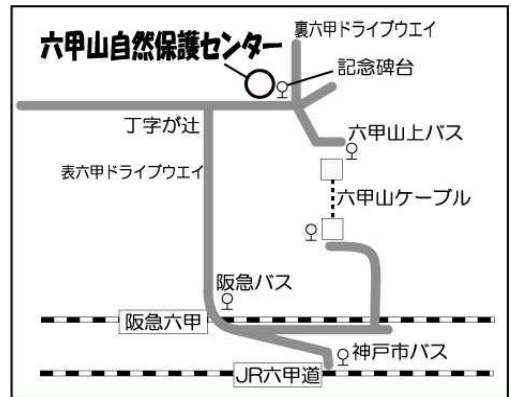 裏六甲ドライブウエイ
六甲山自然保護センター
記念碑台
丁字が辻
六甲山上バス
表六甲ドライブウエイ
六甲山ケーブル
阪急バス
阪急六甲
神戸市バス
JR六甲道